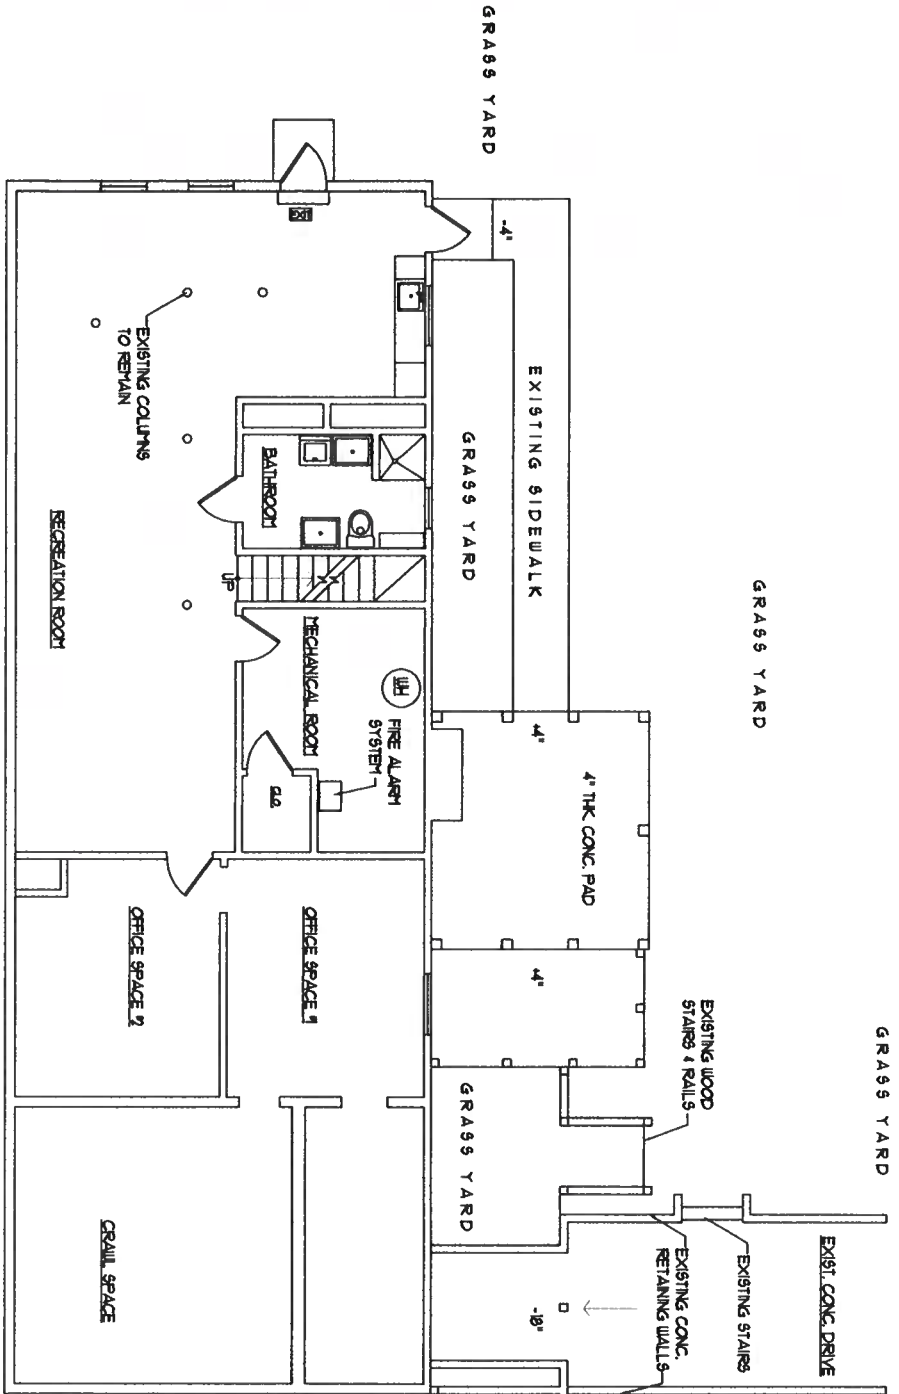 GRASS YARD
GRASS YARD
GRASS YARD
EXIST. CONC. DRIVE
EXISTING STAIRS
EXISTING WOOD
STAIRS & RAILS
EXISTING CONC.
RETAINING WALLS
4" THK. CONC. PAD
+4"
+4"
-18"
-4"
EXISTING SIDEWALK
GRASS YARD
GRASS YARD
WH
FIRE ALARM
SYSTEM
EXIT
MECHANICAL ROOM
OFFICE SPACE #1
BATHROOM
CLO.
UP
EXISTING COLUMNS
TO REMAIN
OFFICE SPACE #2
CRAWL SPACE
RECREATION ROOM